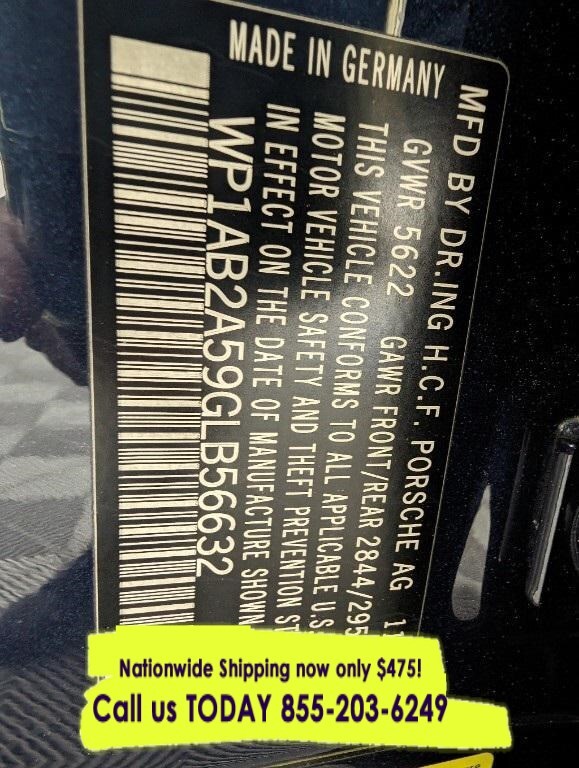 MFD BY DR.ING H.C.F. PORSCHE AG 11
GVWR 5622 GAWR FRONT/REAR 2844/295
THIS VEHICLE CONFORMS TO ALL APPLICABLE U.S
MOTOR VEHICLE SAFETY AND THEFT PREVENTION ST
IN EFFECT ON THE DATE OF MANUFACTURE SHOWN
WP1AB2A59GLB56632
MADE IN GERMANY
Nationwide Shipping now only $475!
Call us TODAY 855-203-6249